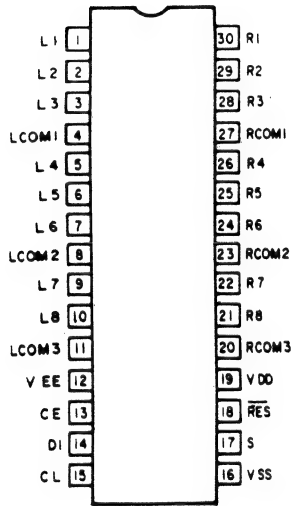 L1 1 30 R1
L2 2 29 R2
L3 3 28 R3
LCOM1 4 27 RCOM1
L4 5 26 R4
L5 6 25 R5
L6 7 24 R6
LCOM2 8 23 RCOM2
L7 9 22 R7
L8 10 21 R8
LCOM3 11 20 RCOM3
VEE 12 19 VDD
CE 13 18 R̅E̅S̅
DI 14 17 S
CL 15 16 VSS